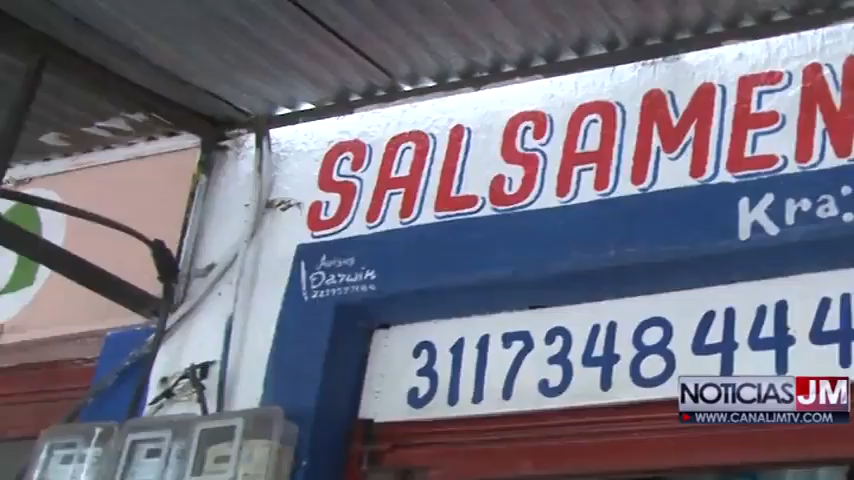 SALSAMEN
Kra:
Avisos
Darwin
3117348444
NOTICIAS JM
WWW.CANALJMTV.COM